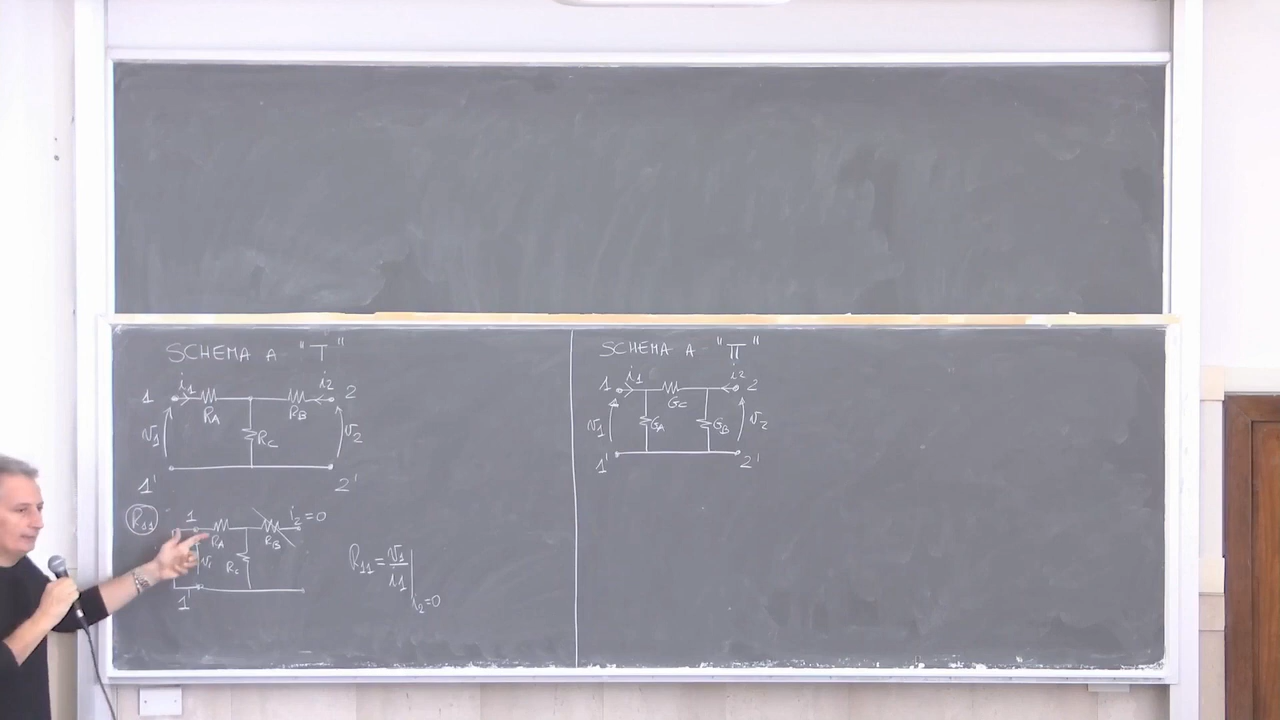 SCHEMA A "T"
1 i1 RA RB i2 2
v1 RC v2
1' 2'
R11 1 RA RB i2=0
v1 RC
1'
R11 = v1/i1 | i2=0
SCHEMA A "π"
1 i1 GC i2 2
v1 GA GB v2
1' 2'